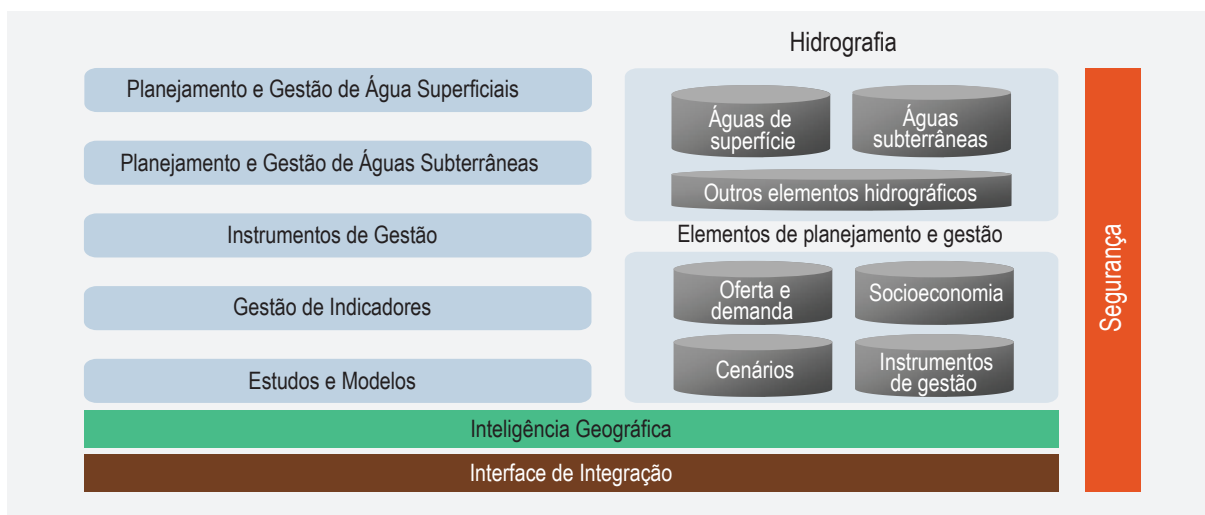 Planejamento e Gestão de Água Superficiais
Planejamento e Gestão de Águas Subterrâneas
Instrumentos de Gestão
Gestão de Indicadores
Estudos e Modelos
Hidrografia
Águas de
superfície
Águas
subterrâneas
Outros elementos hidrográficos
Elementos de planejamento e gestão
Oferta e
demanda
Socioeconomia
Cenários
Instrumentos
de gestão
Inteligência Geográfica
Interface de Integração
Segurança